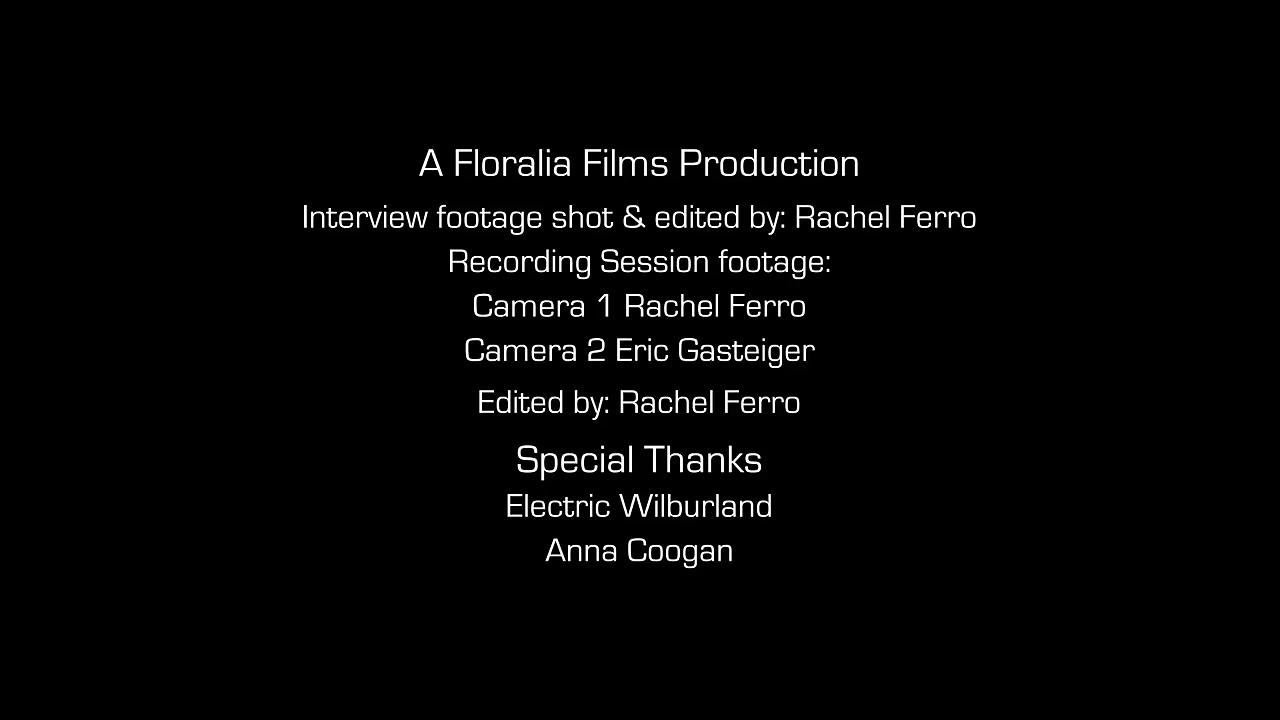 A Floralia Films Production
Interview footage shot & edited by: Rachel Ferro
Recording Session footage:
Camera 1 Rachel Ferro
Camera 2 Eric Gasteiger
Edited by: Rachel Ferro
Special Thanks
Electric Wilburland
Anna Coogan